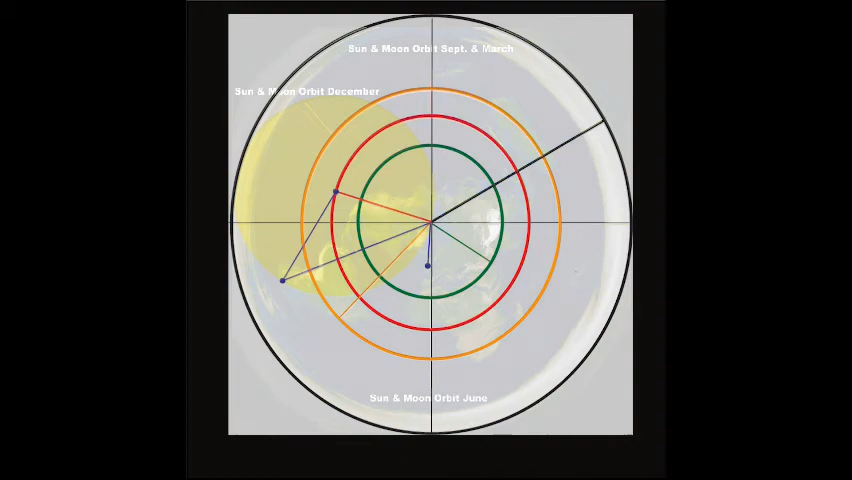 Sun & Moon Orbit Sept. & March
Sun & Moon Orbit December
Sun & Moon Orbit June